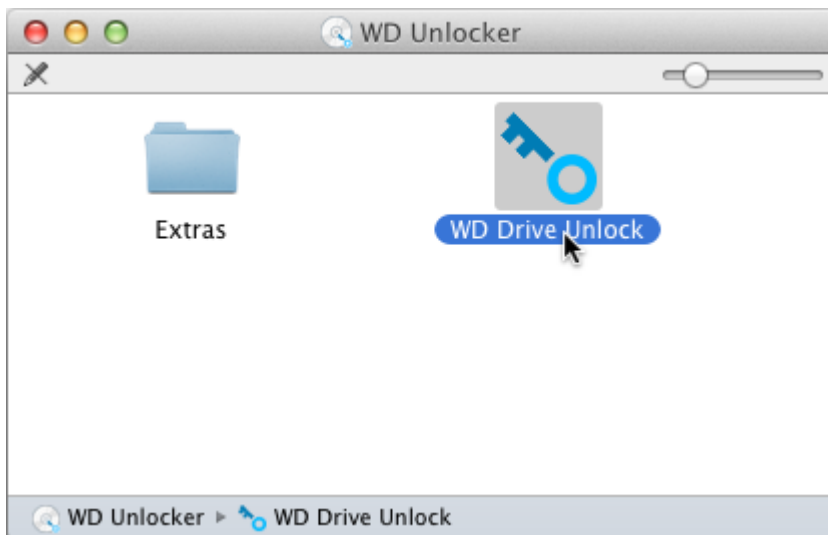 WD Unlocker
Extras
WD Drive Unlock
WD Unlocker ▸ WD Drive Unlock